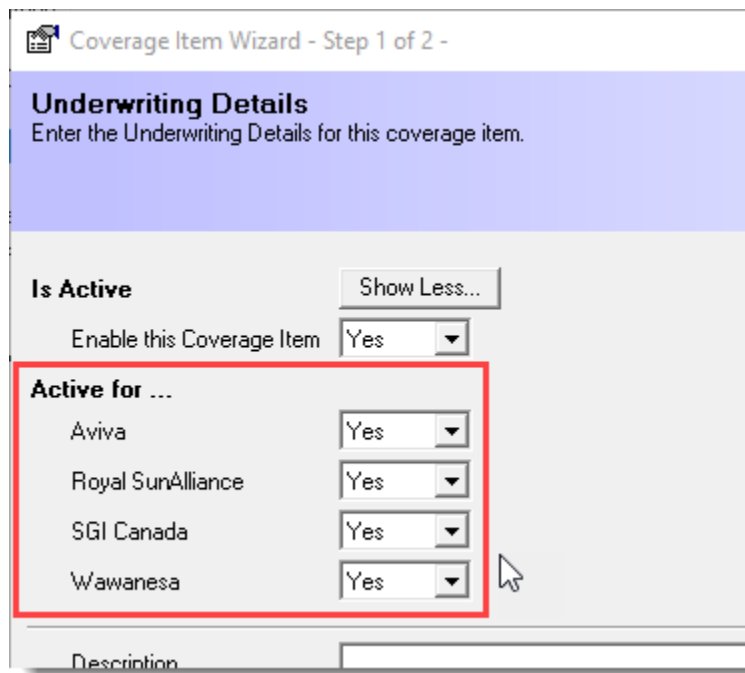 Coverage Item Wizard - Step 1 of 2 -
Underwriting Details
Enter the Underwriting Details for this coverage item.
Is Active Show Less...
Enable this Coverage Item Yes
Active for ...
Aviva Yes
Royal SunAlliance Yes
SGI Canada Yes
Wawanesa Yes
Description